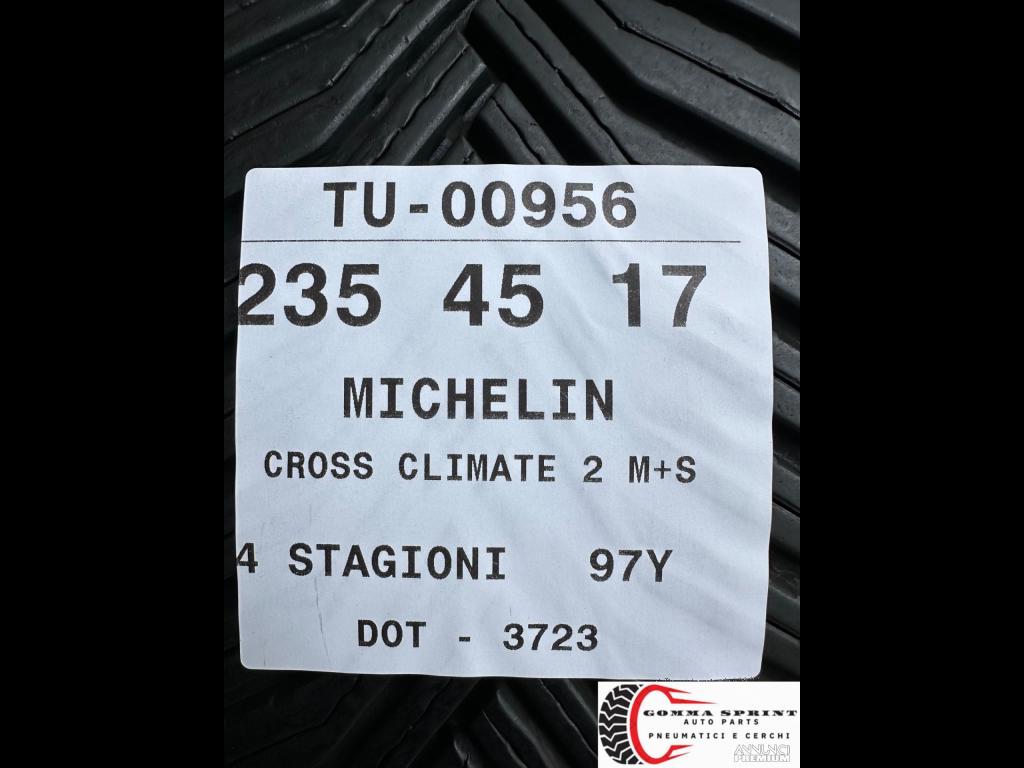 TU-00956
235 45 17
MICHELIN
CROSS CLIMATE 2 M+S
4 STAGIONI 97Y
DOT - 3723
GOMMA SPRINT
AUTO PARTS
PNEUMATICI E CERCHI
ANNUNCI
PREMIUM